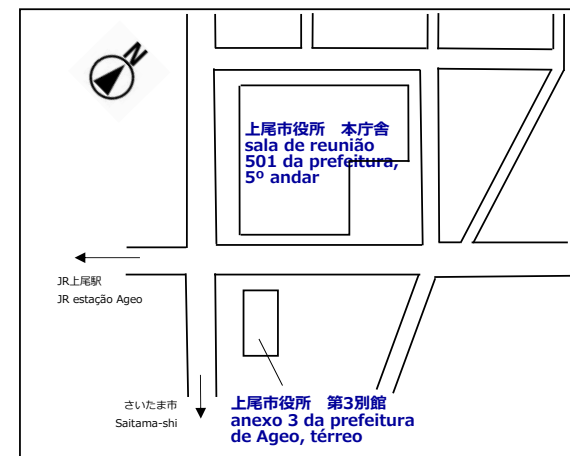 N
上尾市役所　本庁舎
sala de reunião
501 da prefeitura,
5º andar
JR上尾駅
JR estação Ageo
さいたま市
Saitama-shi
上尾市役所　第3別館
anexo 3 da prefeitura
de Ageo, térreo